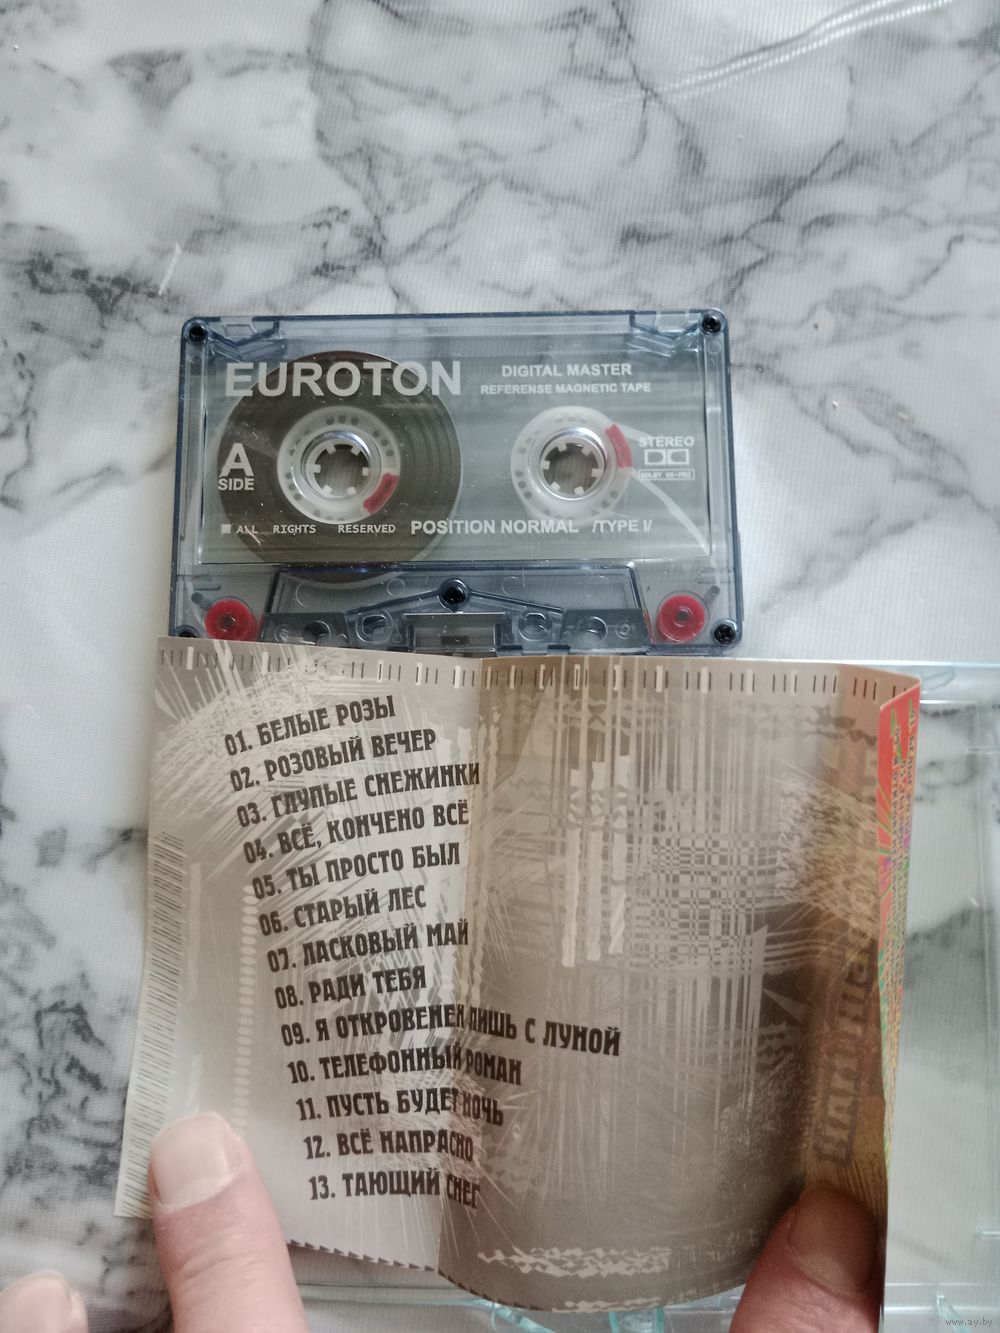 EUROTON
DIGITAL MASTER
REFERENSE MAGNETIC TAPE
A
SIDE
STEREO
ALL RIGHTS RESERVED
POSITION NORMAL /TYPE I/
01. БЕЛЫЕ РОЗЫ
02. РОЗОВЫЙ ВЕЧЕР
03. ГЛУПЫЕ СНЕЖИНКИ
04. ВСЁ, КОНЧЕНО ВСЁ
05. ТЫ ПРОСТО БЫЛ
06. СТАРЫЙ ЛЕС
07. ЛАСКОВЫЙ МАЙ
08. РАДИ ТЕБЯ
09. Я ОТКРОВЕНЕН ЛИШЬ С ЛУНОЙ
10. ТЕЛЕФОННЫЙ РОМАН
11. ПУСТЬ БУДЕТ НОЧЬ
12. ВСЁ НАПРАСНО
13. ТАЮЩИЙ СНЕГ
www.ay.by